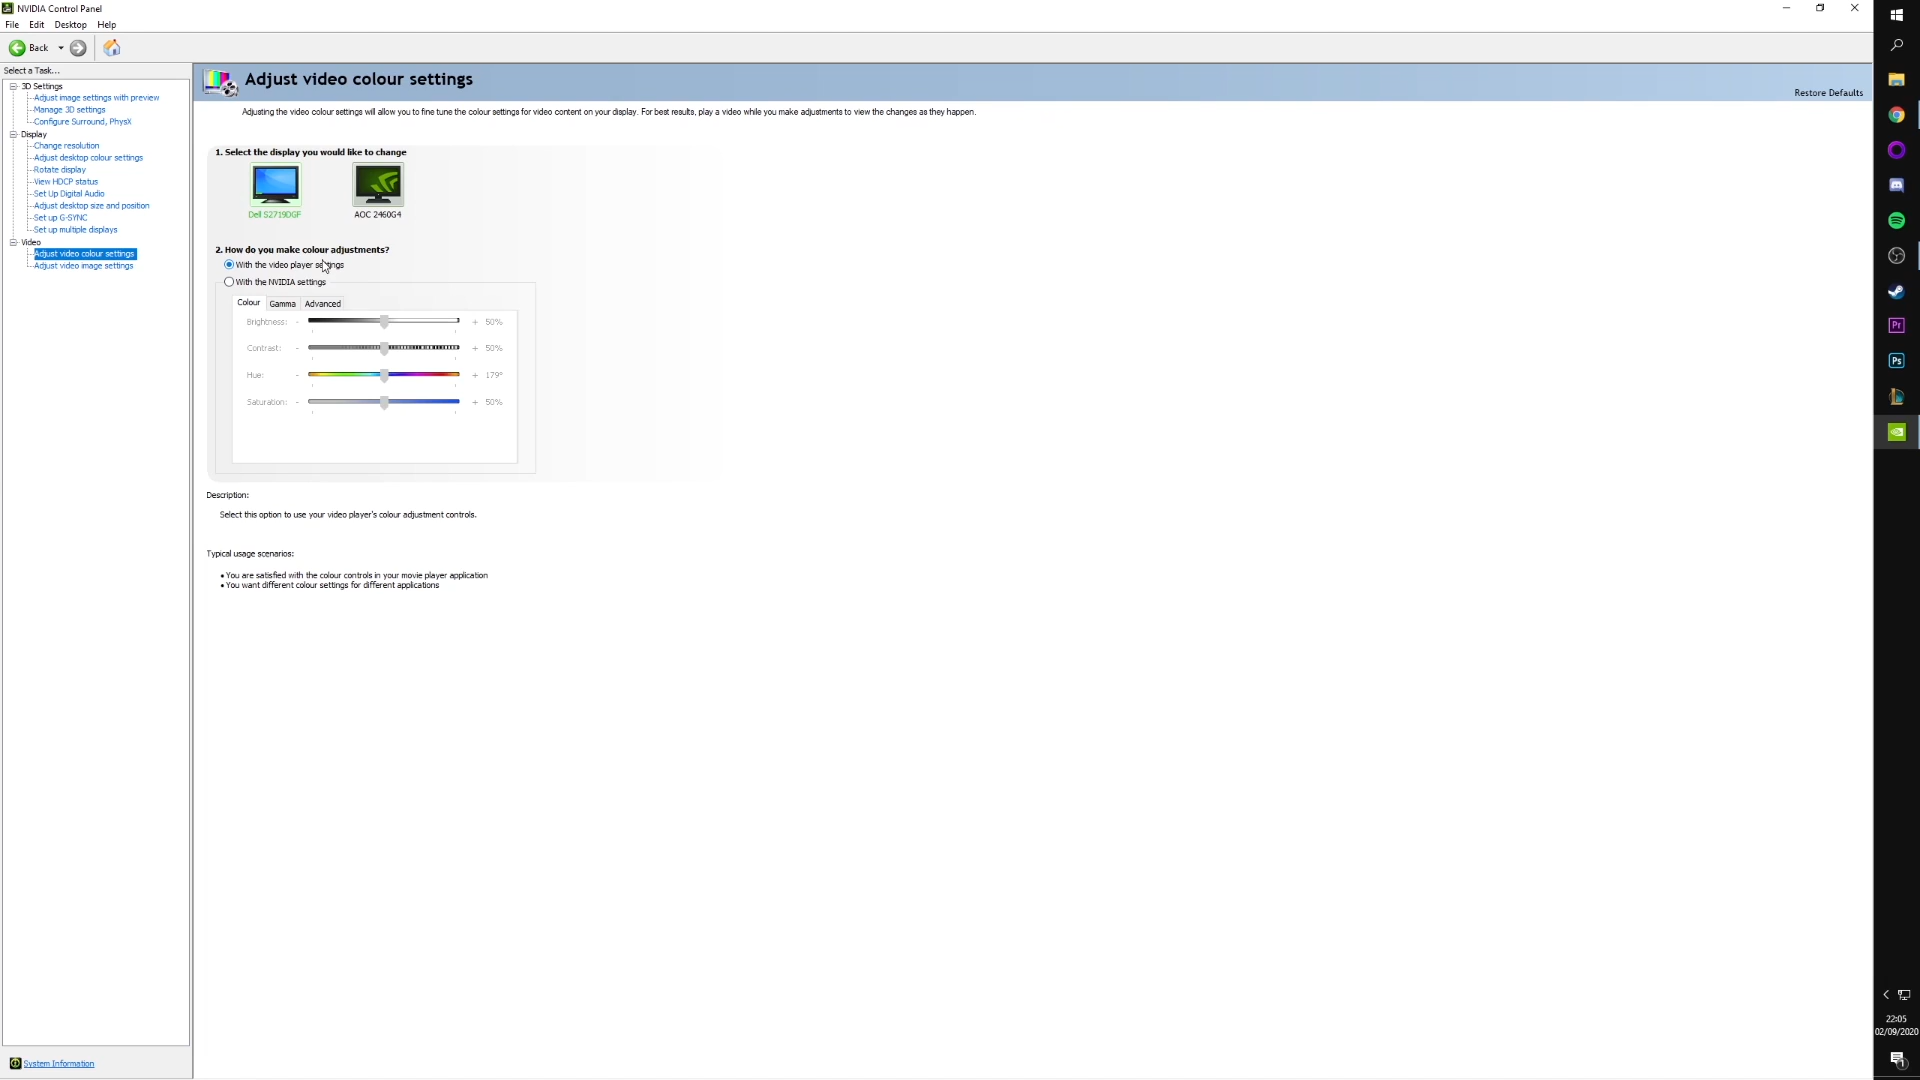 NVIDIA Control Panel
File Edit Desktop Help
Back
Select a Task...
3D Settings
Adjust image settings with preview
Manage 3D settings
Configure Surround, PhysX
Display
Change resolution
Adjust desktop colour settings
Rotate display
View HDCP status
Set Up Digital Audio
Adjust desktop size and position
Set up G-SYNC
Set up multiple displays
Video
Adjust video colour settings
Adjust video image settings
System Information
Adjust video colour settings
Restore Defaults
Adjusting the video colour settings will allow you to fine tune the colour settings for video content on your display. For best results, play a video while you make adjustments to view the changes as they happen.
1. Select the display you would like to change
Dell S2719DGF AOC 2460G4
2. How do you make colour adjustments?
With the video player settings
With the NVIDIA settings
Colour Gamma Advanced
Brightness: - + 50%
Contrast: - + 50%
Hue: - + 179°
Saturation: - + 50%
Description:
Select this option to use your video player's colour adjustment controls.
Typical usage scenarios:
• You are satisfied with the colour controls in your movie player application
• You want different colour settings for different applications
Pr
Ps
22:05
02/09/2020
1